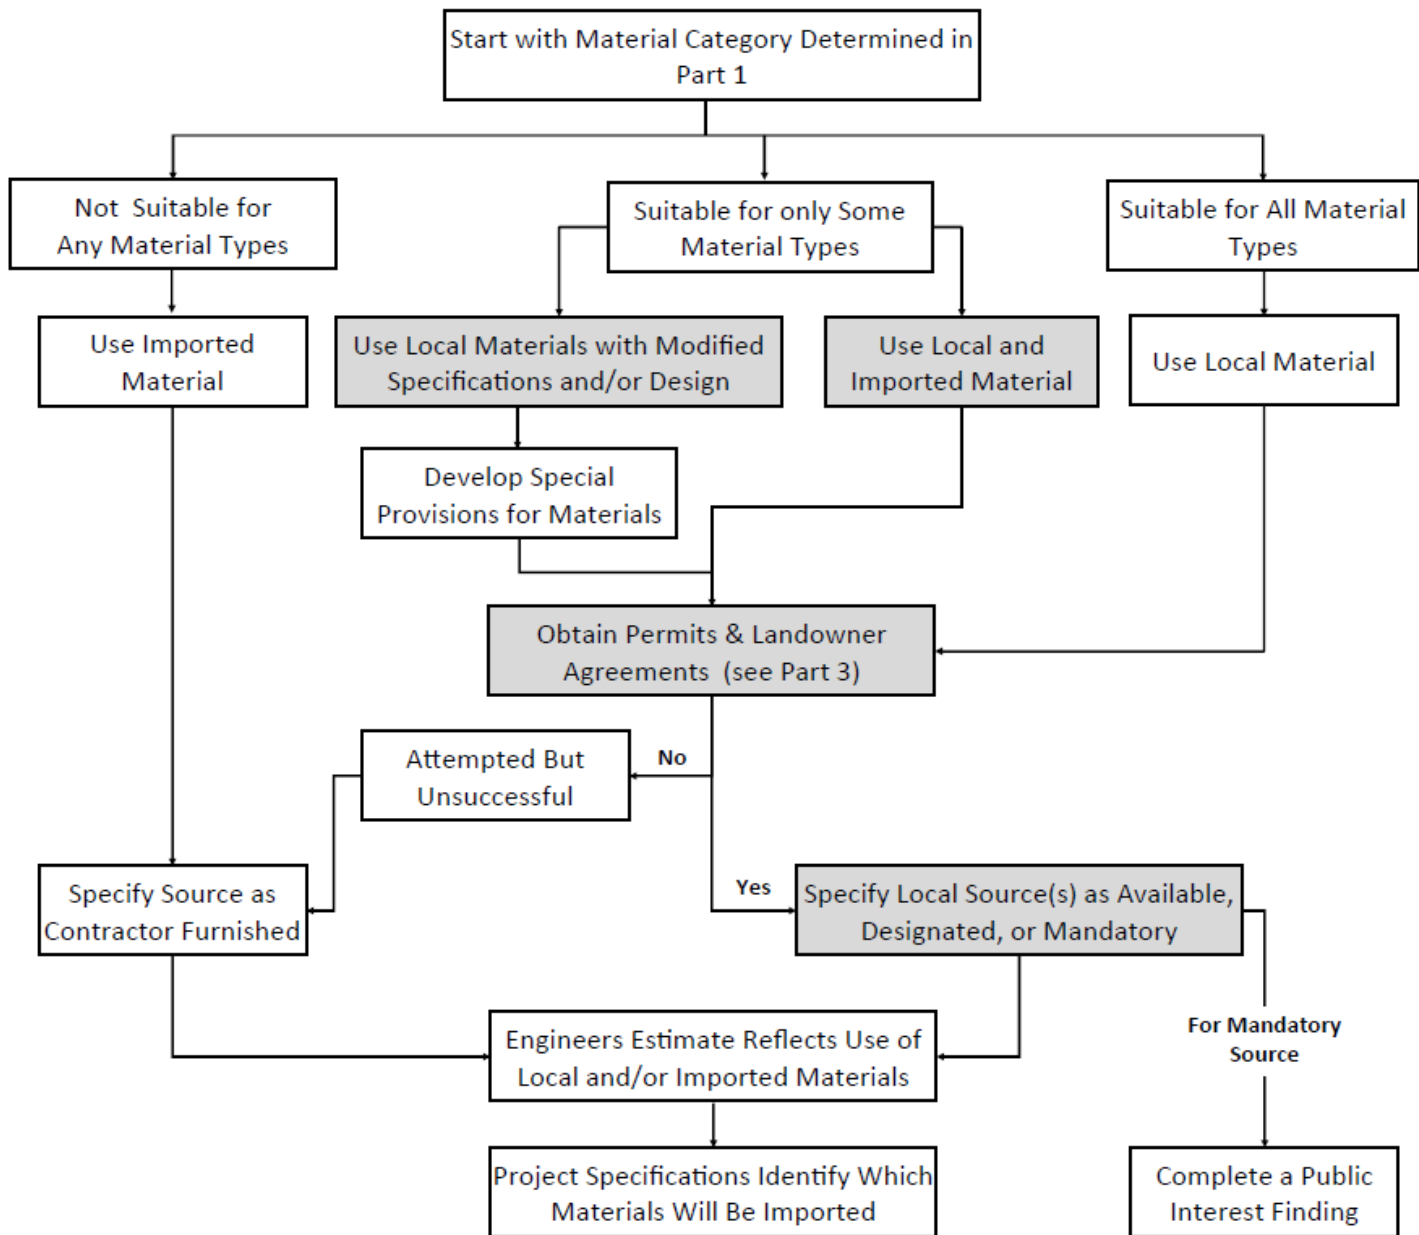 Start with Material Category Determined in
Part 1
Not Suitable for
Any Material Types
Suitable for only Some
Material Types
Suitable for All Material
Types
Use Imported
Material
Use Local Materials with Modified
Specifications and/or Design
Use Local and
Imported Material
Use Local Material
Develop Special
Provisions for Materials
Obtain Permits & Landowner
Agreements (see Part 3)
Attempted But
Unsuccessful
No
Specify Source as
Contractor Furnished
Yes
Specify Local Source(s) as Available,
Designated, or Mandatory
Engineers Estimate Reflects Use of
Local and/or Imported Materials
For Mandatory
Source
Project Specifications Identify Which
Materials Will Be Imported
Complete a Public
Interest Finding